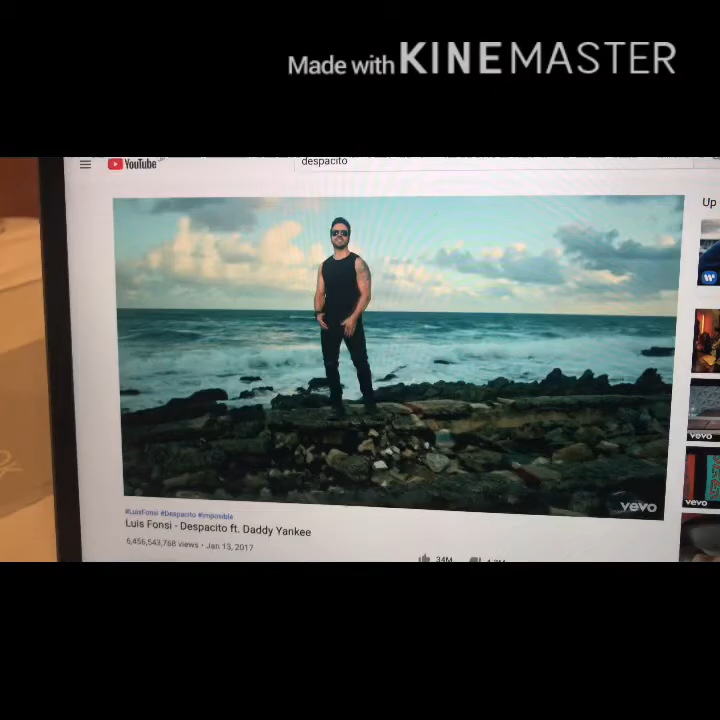 Made with KINEMASTER
YouTube JP
despacito
Up
vevo
vevo
vevo
#LuisFonsi #Despacito #Imposible
Luis Fonsi - Despacito ft. Daddy Yankee
6,456,543,768 views • Jan 13, 2017
34M